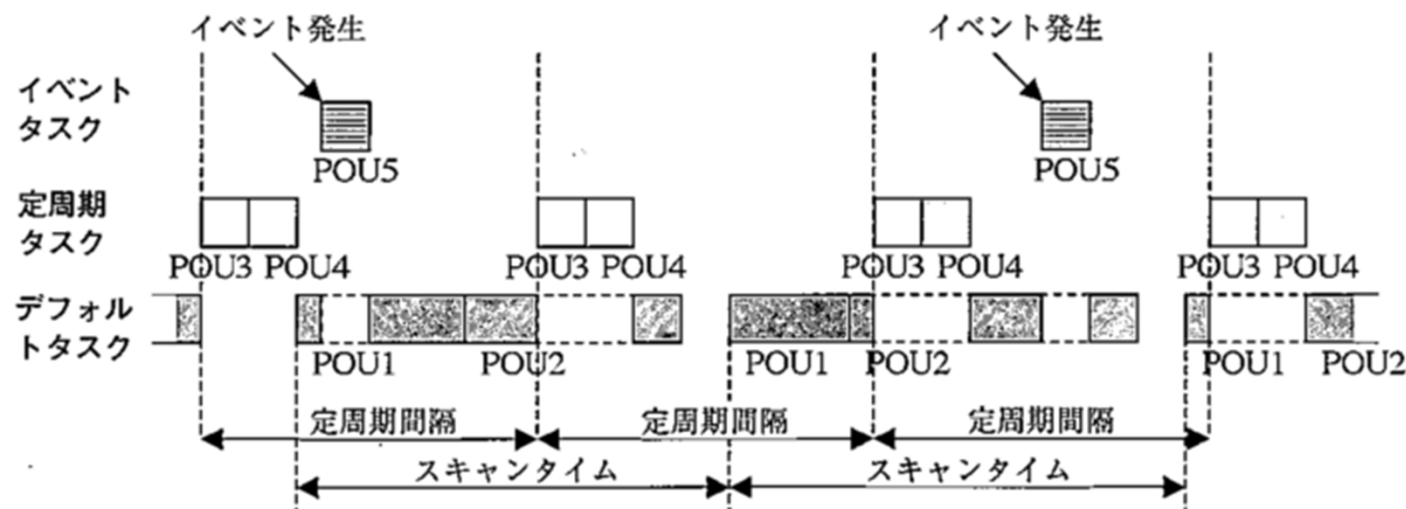 イベント発生
イベント発生
イベント
タスク
POU5
POU5
定周期
タスク
POU3 POU4
POU3 POU4
POU3 POU4
POU3 POU4
デフォル
トタスク
POU1
POU2
POU1
POU2
POU1
POU2
定周期間隔
定周期間隔
定周期間隔
スキャンタイム
スキャンタイム